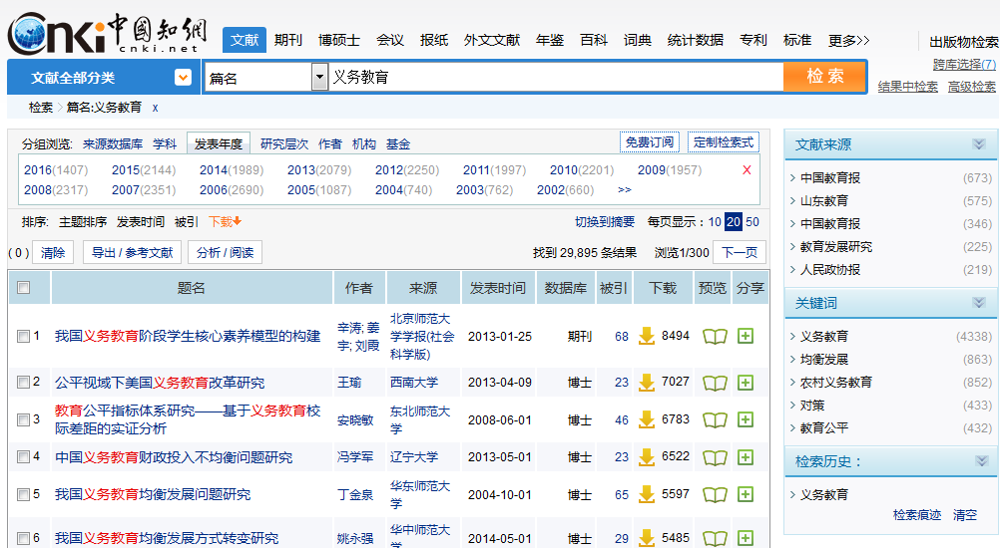 Cnki 中國知網
cnki.net
文献 期刊 博硕士 会议 报纸 外文文献 年鉴 百科 词典 统计数据 专利 标准 更多>>
出版物检索
文献全部分类 篇名 义务教育 检 索
跨库选择(7)
结果中检索 高级检索
检索 > 篇名:义务教育 x
分组浏览: 来源数据库 学科 发表年度 研究层次 作者 机构 基金 免费订阅 定制检索式
2016(1407) 2015(2144) 2014(1989) 2013(2079) 2012(2250) 2011(1997) 2010(2201) 2009(1957) X
2008(2317) 2007(2351) 2006(2690) 2005(1087) 2004(740) 2003(762) 2002(660) >>
排序: 主题排序 发表时间 被引 下载 切换到摘要 每页显示：10 20 50
( 0 ) 清除 导出 / 参考文献 分析 / 阅读 找到 29,895 条结果 浏览1/300 下一页
题名 作者 来源 发表时间 数据库 被引 下载 预览 分享
1 我国义务教育阶段学生核心素养模型的构建 辛涛; 姜宇; 刘霞 北京师范大学学报(社会科学版) 2013-01-25 期刊 68 8494
2 公平视域下美国义务教育改革研究 王瑜 西南大学 2013-04-09 博士 23 7027
3 教育公平指标体系研究——基于义务教育校际差距的实证分析 安晓敏 东北师范大学 2008-06-01 博士 46 6783
4 中国义务教育财政投入不均衡问题研究 冯学军 辽宁大学 2013-05-01 博士 23 6522
5 我国义务教育均衡发展问题研究 丁金泉 华东师范大学 2004-10-01 博士 65 5597
6 我国义务教育均衡发展方式转变研究 姚永强 华中师范大学 2014-05-01 博士 29 5485
文献来源
> 中国教育报 (673)
> 山东教育 (575)
> 中国教育报 (346)
> 教育发展研究 (225)
> 人民政协报 (219)
关键词
> 义务教育 (4338)
> 均衡发展 (863)
> 农村义务教育 (852)
> 对策 (433)
> 教育公平 (432)
检索历史：
> 义务教育
检索痕迹 清空